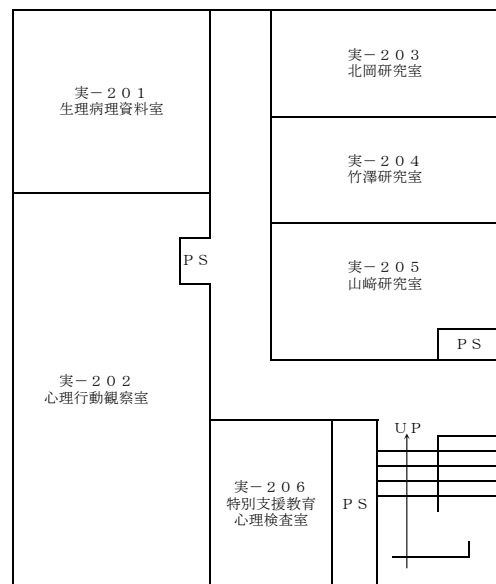 実－２０１
生理病理資料室
実－２０３
北岡研究室
実－２０４
竹澤研究室
ＰＳ
実－２０５
山﨑研究室
ＰＳ
実－２０２
心理行動観察室
ＵＰ
実－２０６
特別支援教育
心理検査室
ＰＳ